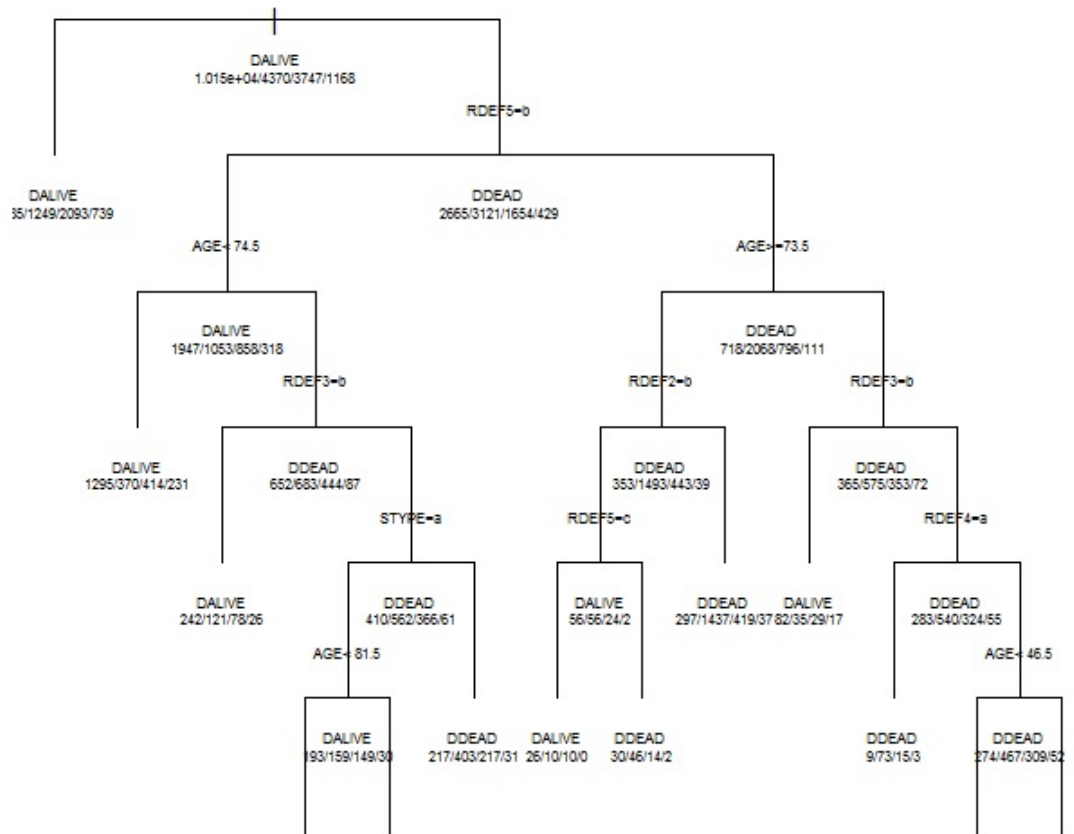 DALIVE
1.015e+04/4370/3747/1168
RDEF5=b
DALIVE
35/1249/2093/739
DDEAD
2665/3121/1654/429
AGE< 74.5
AGE>=73.5
DALIVE
1947/1053/858/318
DDEAD
718/2068/796/111
RDEF3=b
RDEF2=b
RDEF3=b
DALIVE
1295/370/414/231
DDEAD
652/683/444/87
DDEAD
353/1493/443/39
DDEAD
365/575/353/72
STYPE=a
RDEF5=c
RDEF4=a
DALIVE
242/121/78/26
DDEAD
410/562/366/61
DALIVE
56/56/24/2
DDEAD
297/1437/419/37
DALIVE
82/35/29/17
DDEAD
283/540/324/55
AGE< 81.5
AGE< 46.5
DALIVE
193/159/149/30
DDEAD
217/403/217/31
DALIVE
26/10/10/0
DDEAD
30/46/14/2
DDEAD
9/73/15/3
DDEAD
274/467/309/52